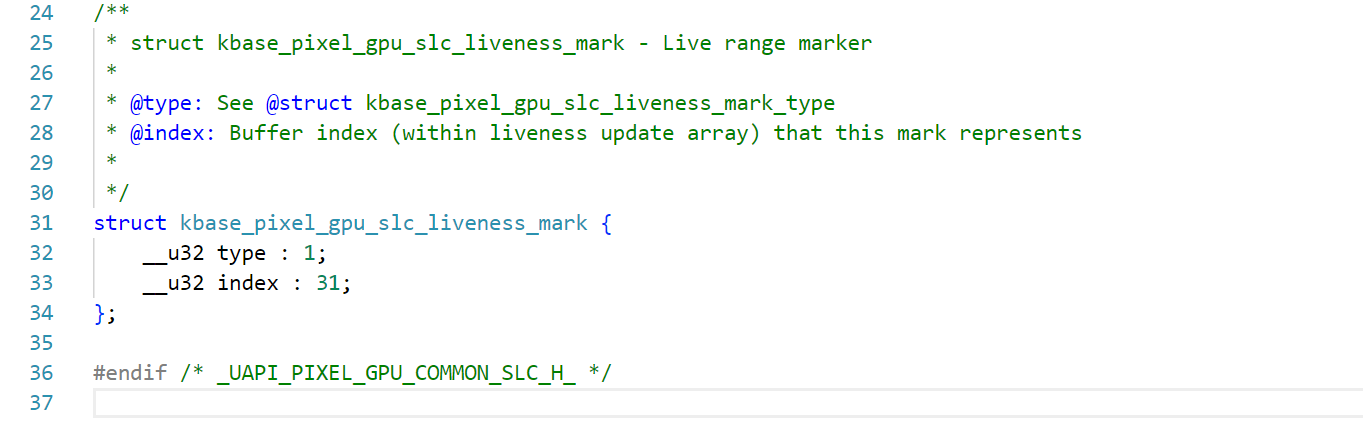 24 /**
25 * struct kbase_pixel_gpu_slc_liveness_mark - Live range marker
26 *
27 * @type: See @struct kbase_pixel_gpu_slc_liveness_mark_type
28 * @index: Buffer index (within liveness update array) that this mark represents
29 *
30 */
31 struct kbase_pixel_gpu_slc_liveness_mark {
32 __u32 type : 1;
33 __u32 index : 31;
34 };
35
36 #endif /* _UAPI_PIXEL_GPU_COMMON_SLC_H_ */
37